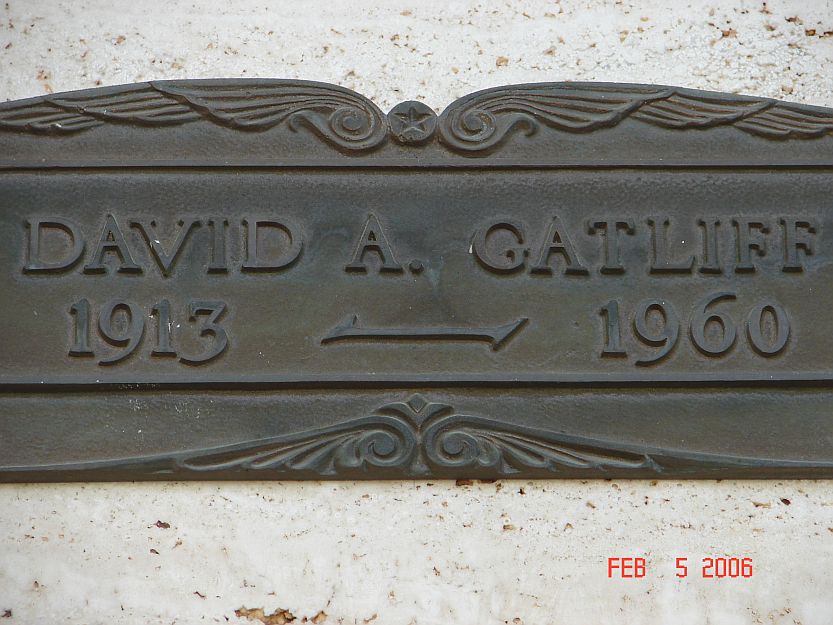 DAVID A. GATLIFF
1913 1960
FEB 5 2006